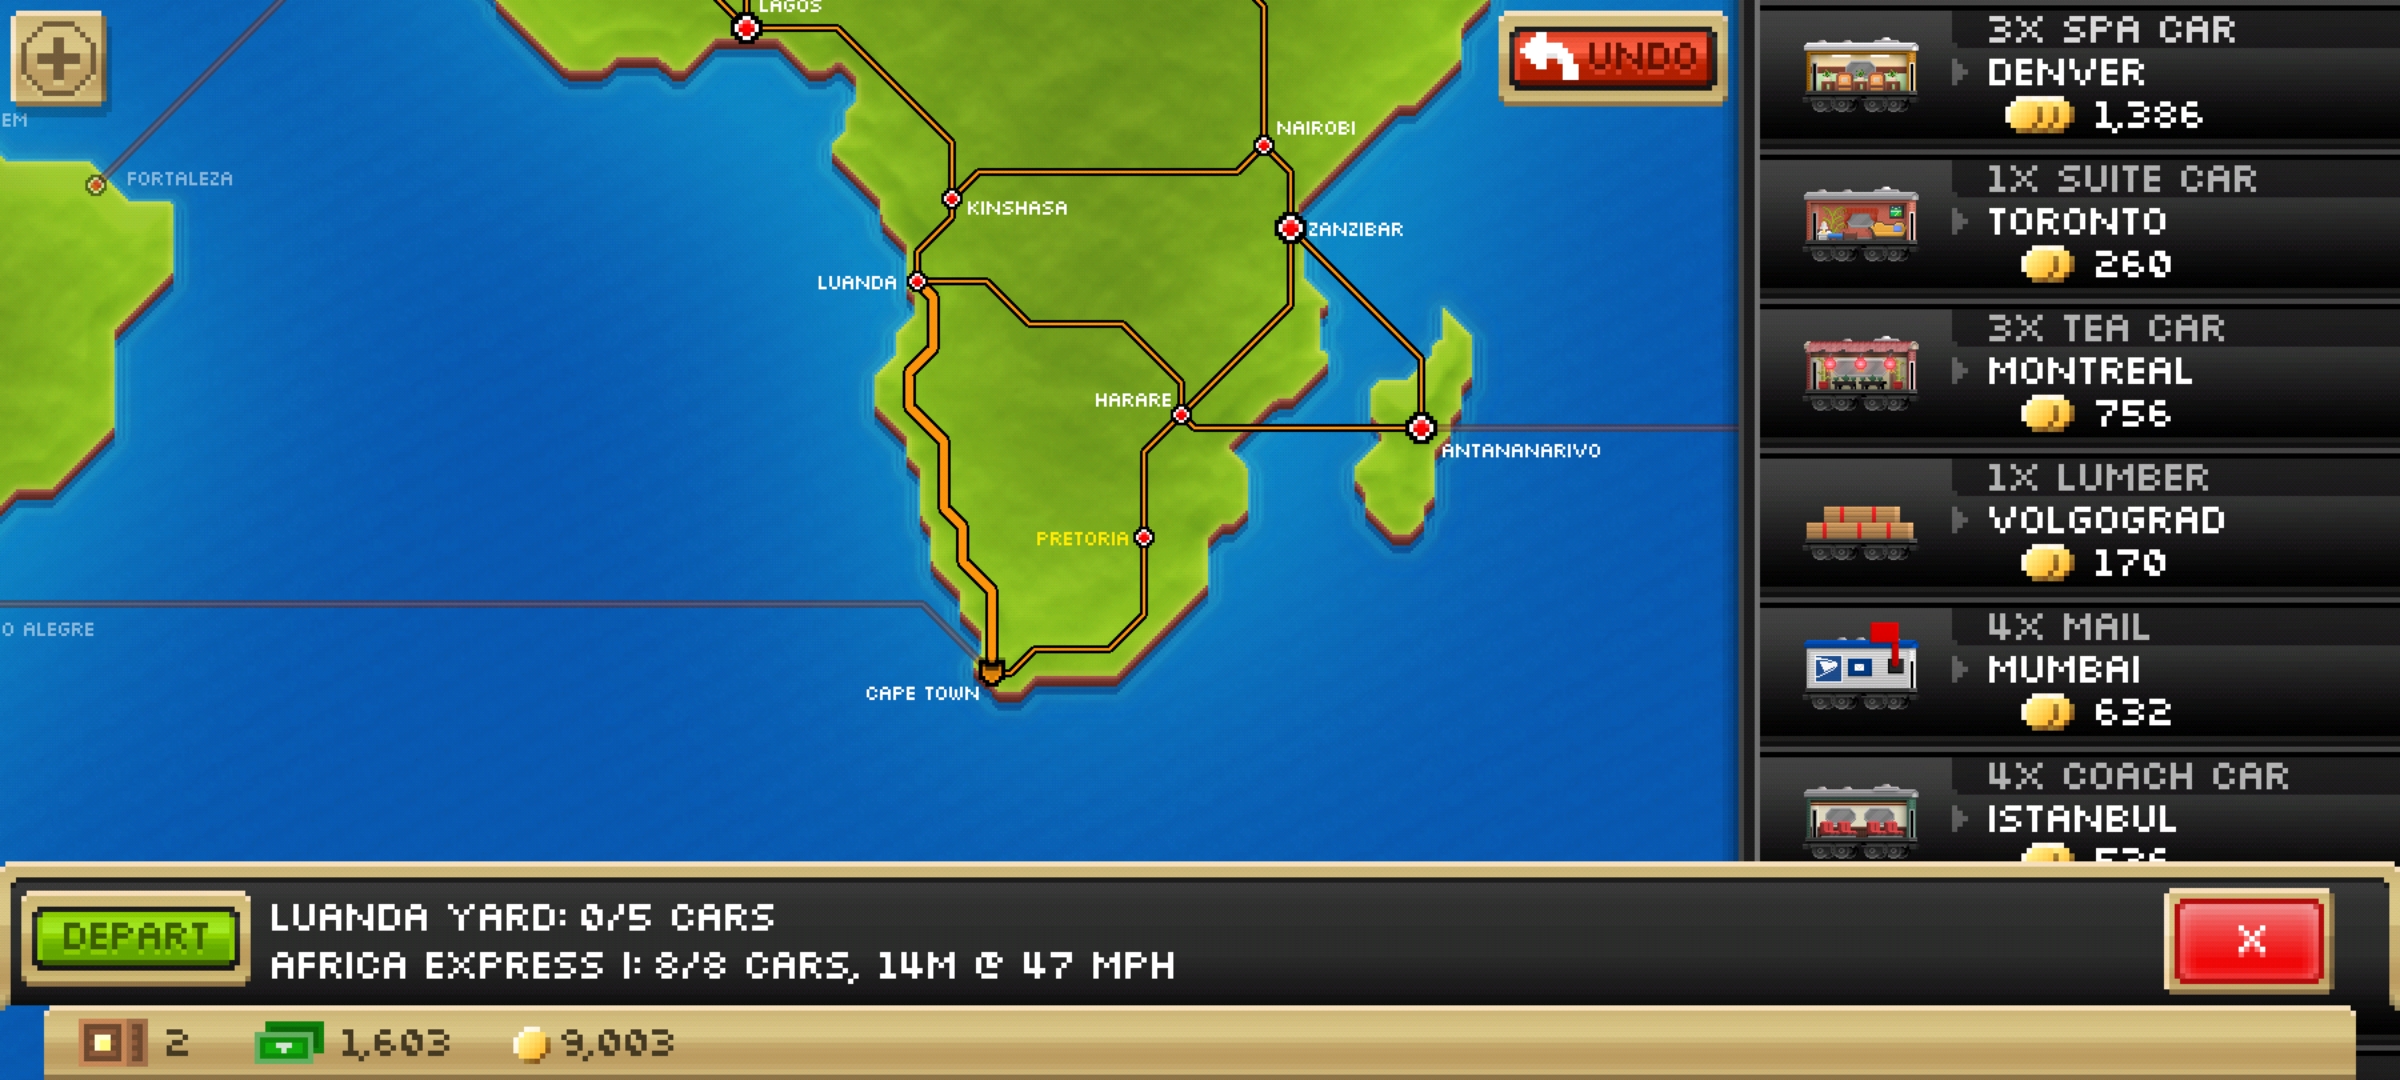 LAGOS
UNDO
EM
FORTALEZA
NAIROBI
KINSHASA
ZANZIBAR
LUANDA
HARARE
ANTANANARIVO
PRETORIA
O ALEGRE
CAPE TOWN
3X SPA CAR
DENVER
1,386
1X SUITE CAR
TORONTO
260
3X TEA CAR
MONTREAL
756
1X LUMBER
VOLGOGRAD
170
4X MAIL
MUMBAI
632
4X COACH CAR
ISTANBUL
DEPART
LUANDA YARD: 0/5 CARS
AFRICA EXPRESS I: 8/8 CARS, 14M @ 47 MPH
X
2
1,603
9,003